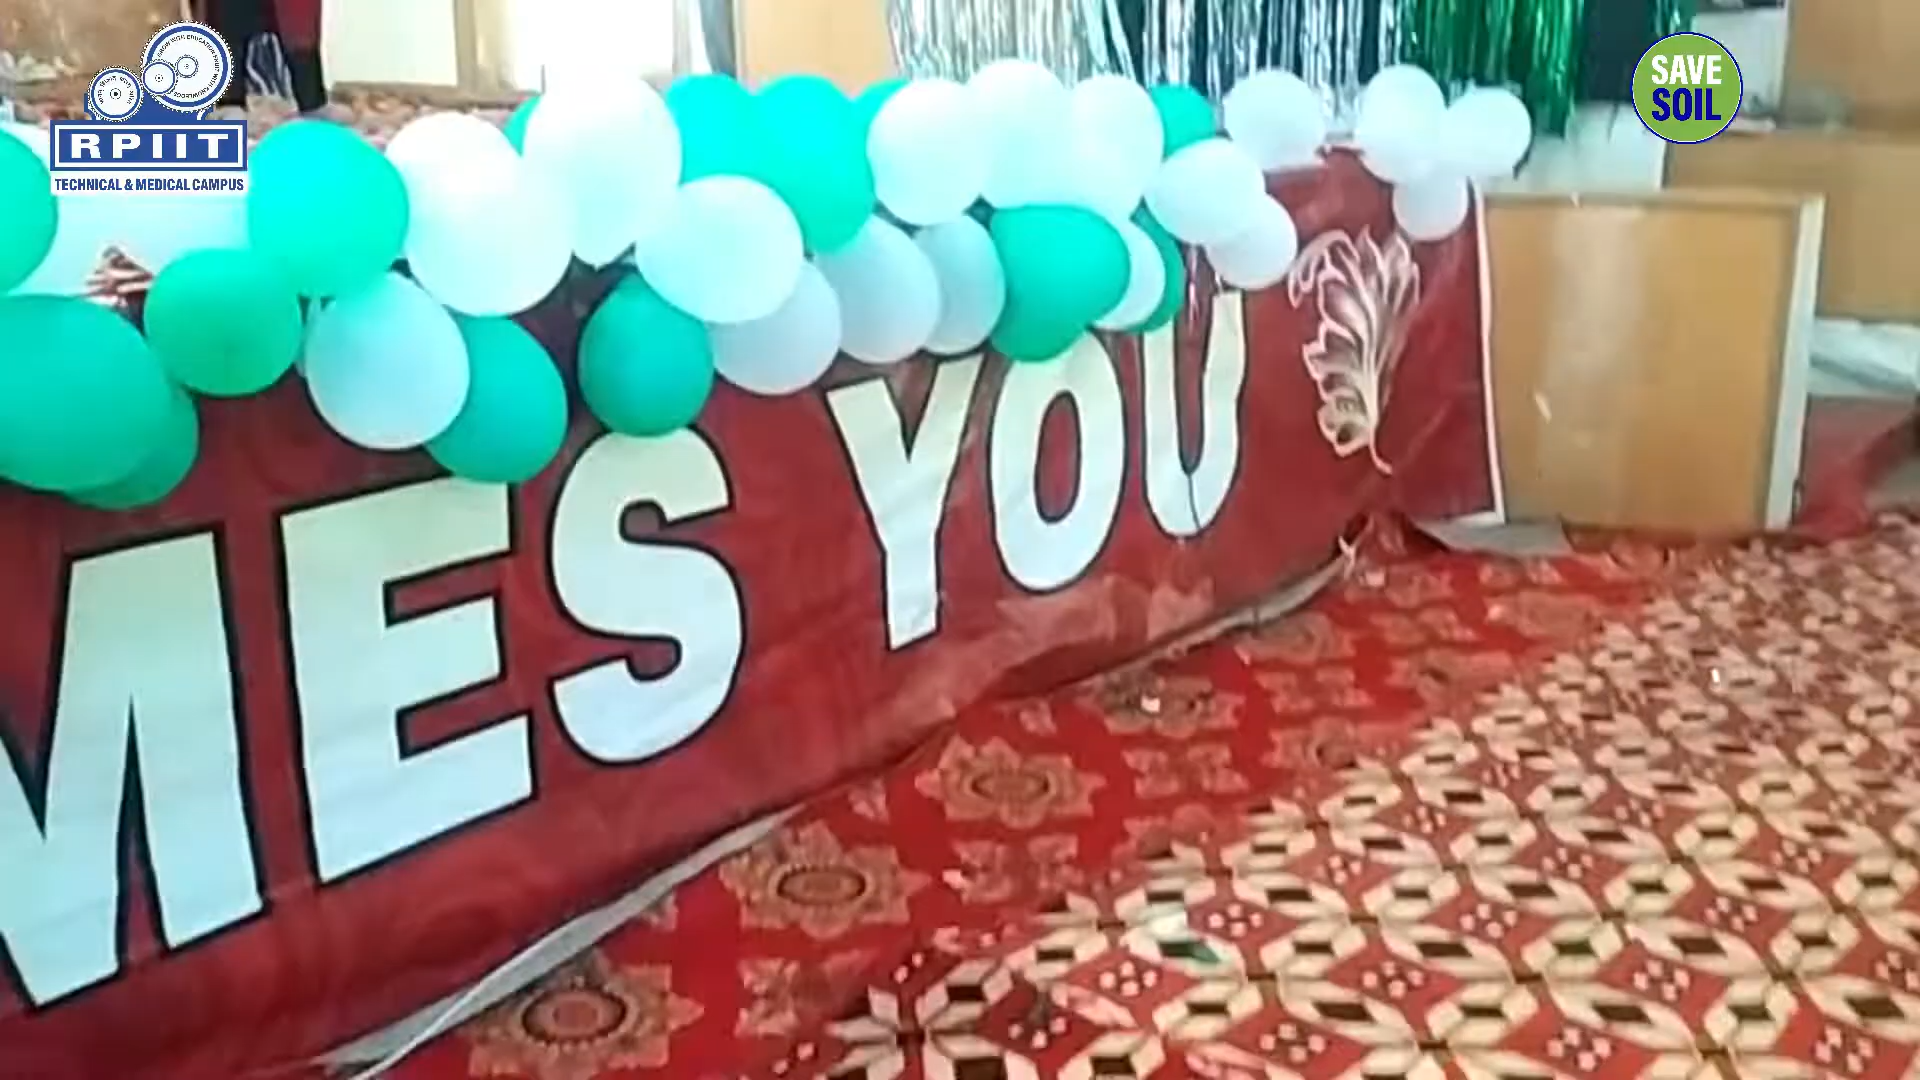 RPIIT
TECHNICAL & MEDICAL CAMPUS
SAVE
SOIL
MES YOU